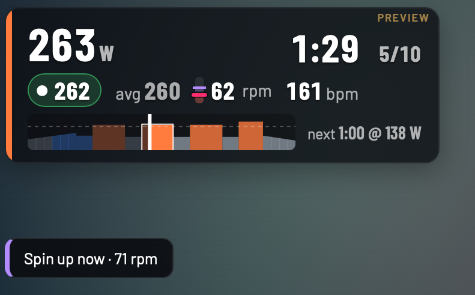 PREVIEW
263 W 1:29 5/10
262 avg 260 62 rpm 161 bpm
next 1:00 @ 138 W
Spin up now · 71 rpm